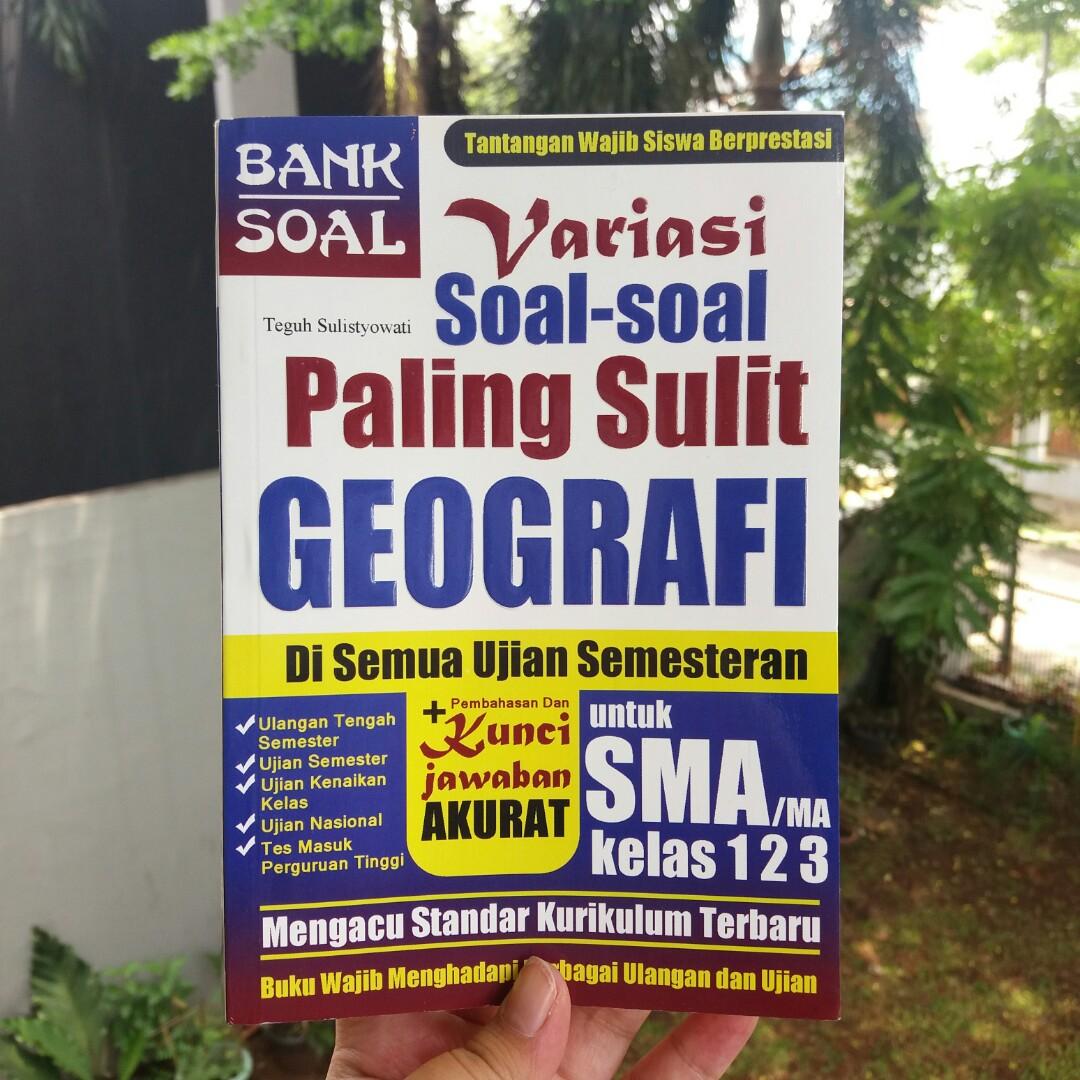 BANK
SOAL
Tantangan Wajib Siswa Berprestasi
Variasi
Soal-soal
Teguh Sulistyowati
Paling Sulit
GEOGRAFI
Di Semua Ujian Semesteran
Ulangan Tengah
Semester
Ujian Semester
Ujian Kenaikan
Kelas
Ujian Nasional
Tes Masuk
Perguruan Tinggi
+ Pembahasan Dan
Kunci
jawaban
AKURAT
untuk
SMA/MA
kelas 1 2 3
Mengacu Standar Kurikulum Terbaru
Buku Wajib Menghadapi Ulangan dan Ujian